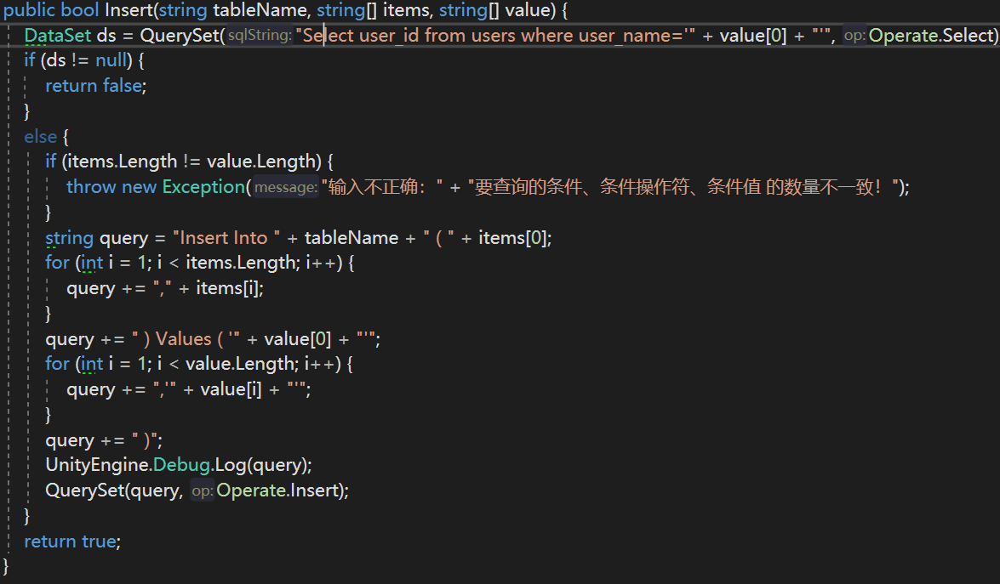 public bool Insert(string tableName, string[] items, string[] value) {
DataSet ds = QuerySet(sqlString:"Select user_id from users where user_name='" + value[0] + "'", op:Operate.Select)
if (ds != null) {
return false;
}
else {
if (items.Length != value.Length) {
throw new Exception(message:"输入不正确：" + "要查询的条件、条件操作符、条件值 的数量不一致！");
}
string query = "Insert Into " + tableName + " ( " + items[0];
for (int i = 1; i < items.Length; i++) {
query += "," + items[i];
}
query += " ) Values ( '" + value[0] + "'";
for (int i = 1; i < value.Length; i++) {
query += ",'" + value[i] + "'";
}
query += " )";
UnityEngine.Debug.Log(query);
QuerySet(query, op:Operate.Insert);
}
return true;
}